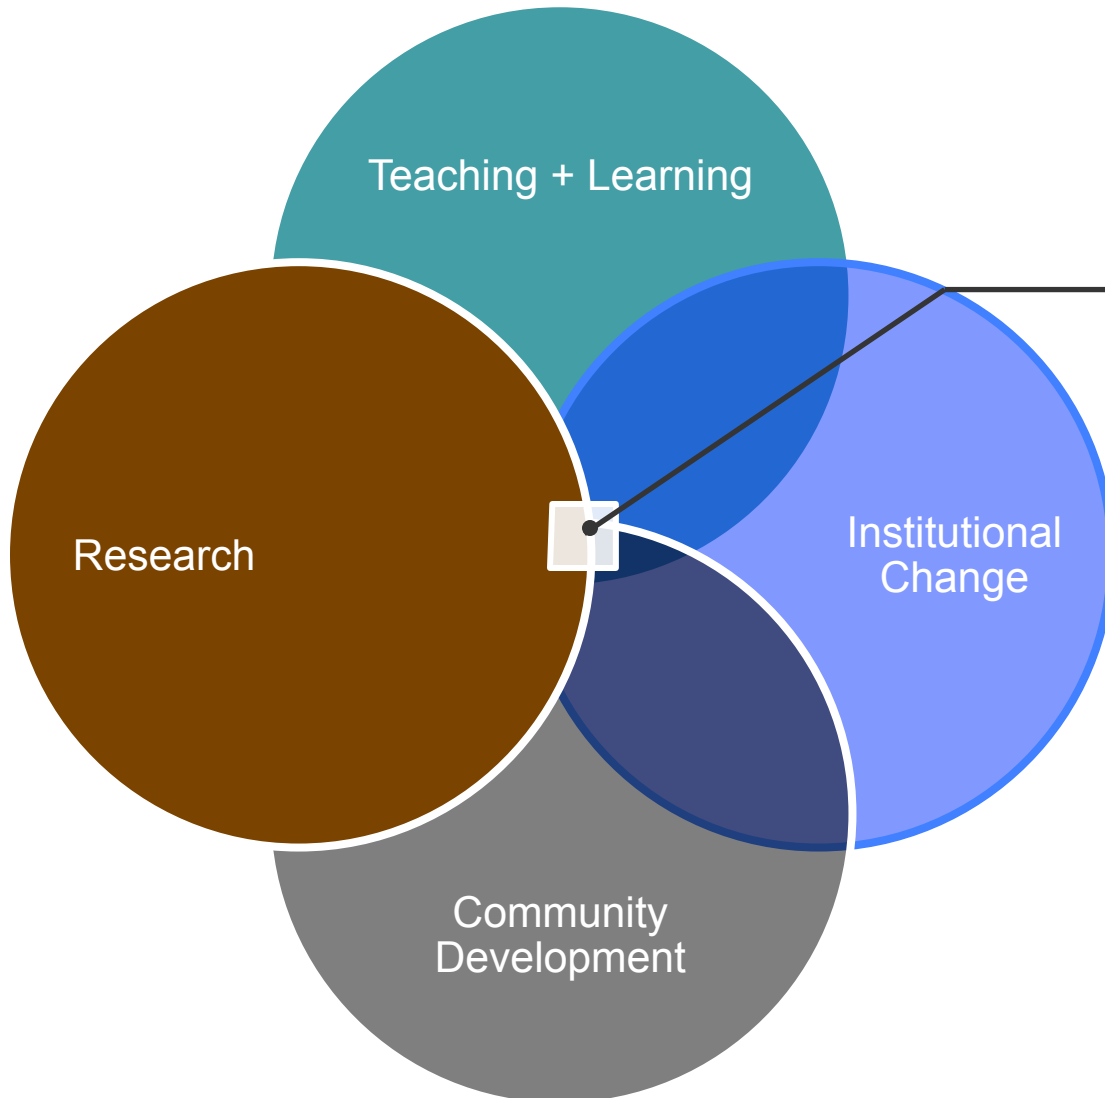 Teaching + Learning
Research
Institutional
Change
Community
Development